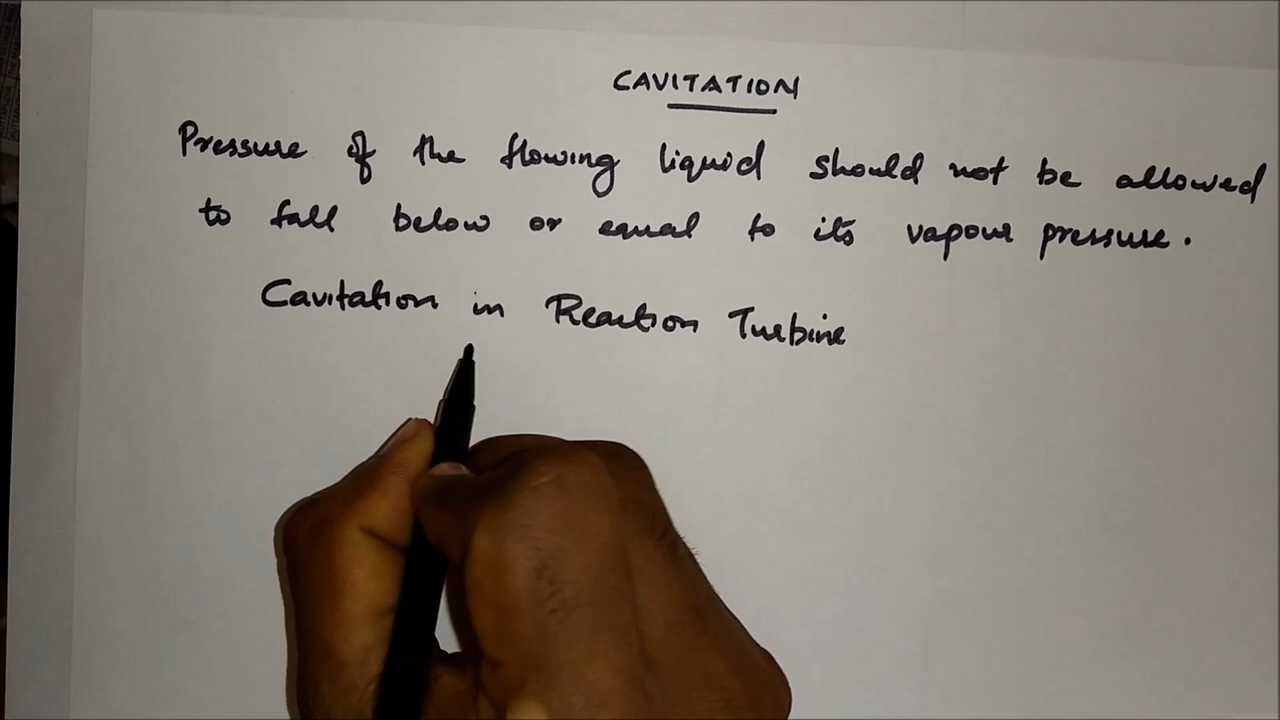 CAVITATION
Pressure of the flowing liquid should not be allowed
to fall below or equal to its vapour pressure.
Cavitation in Reaction Turbine